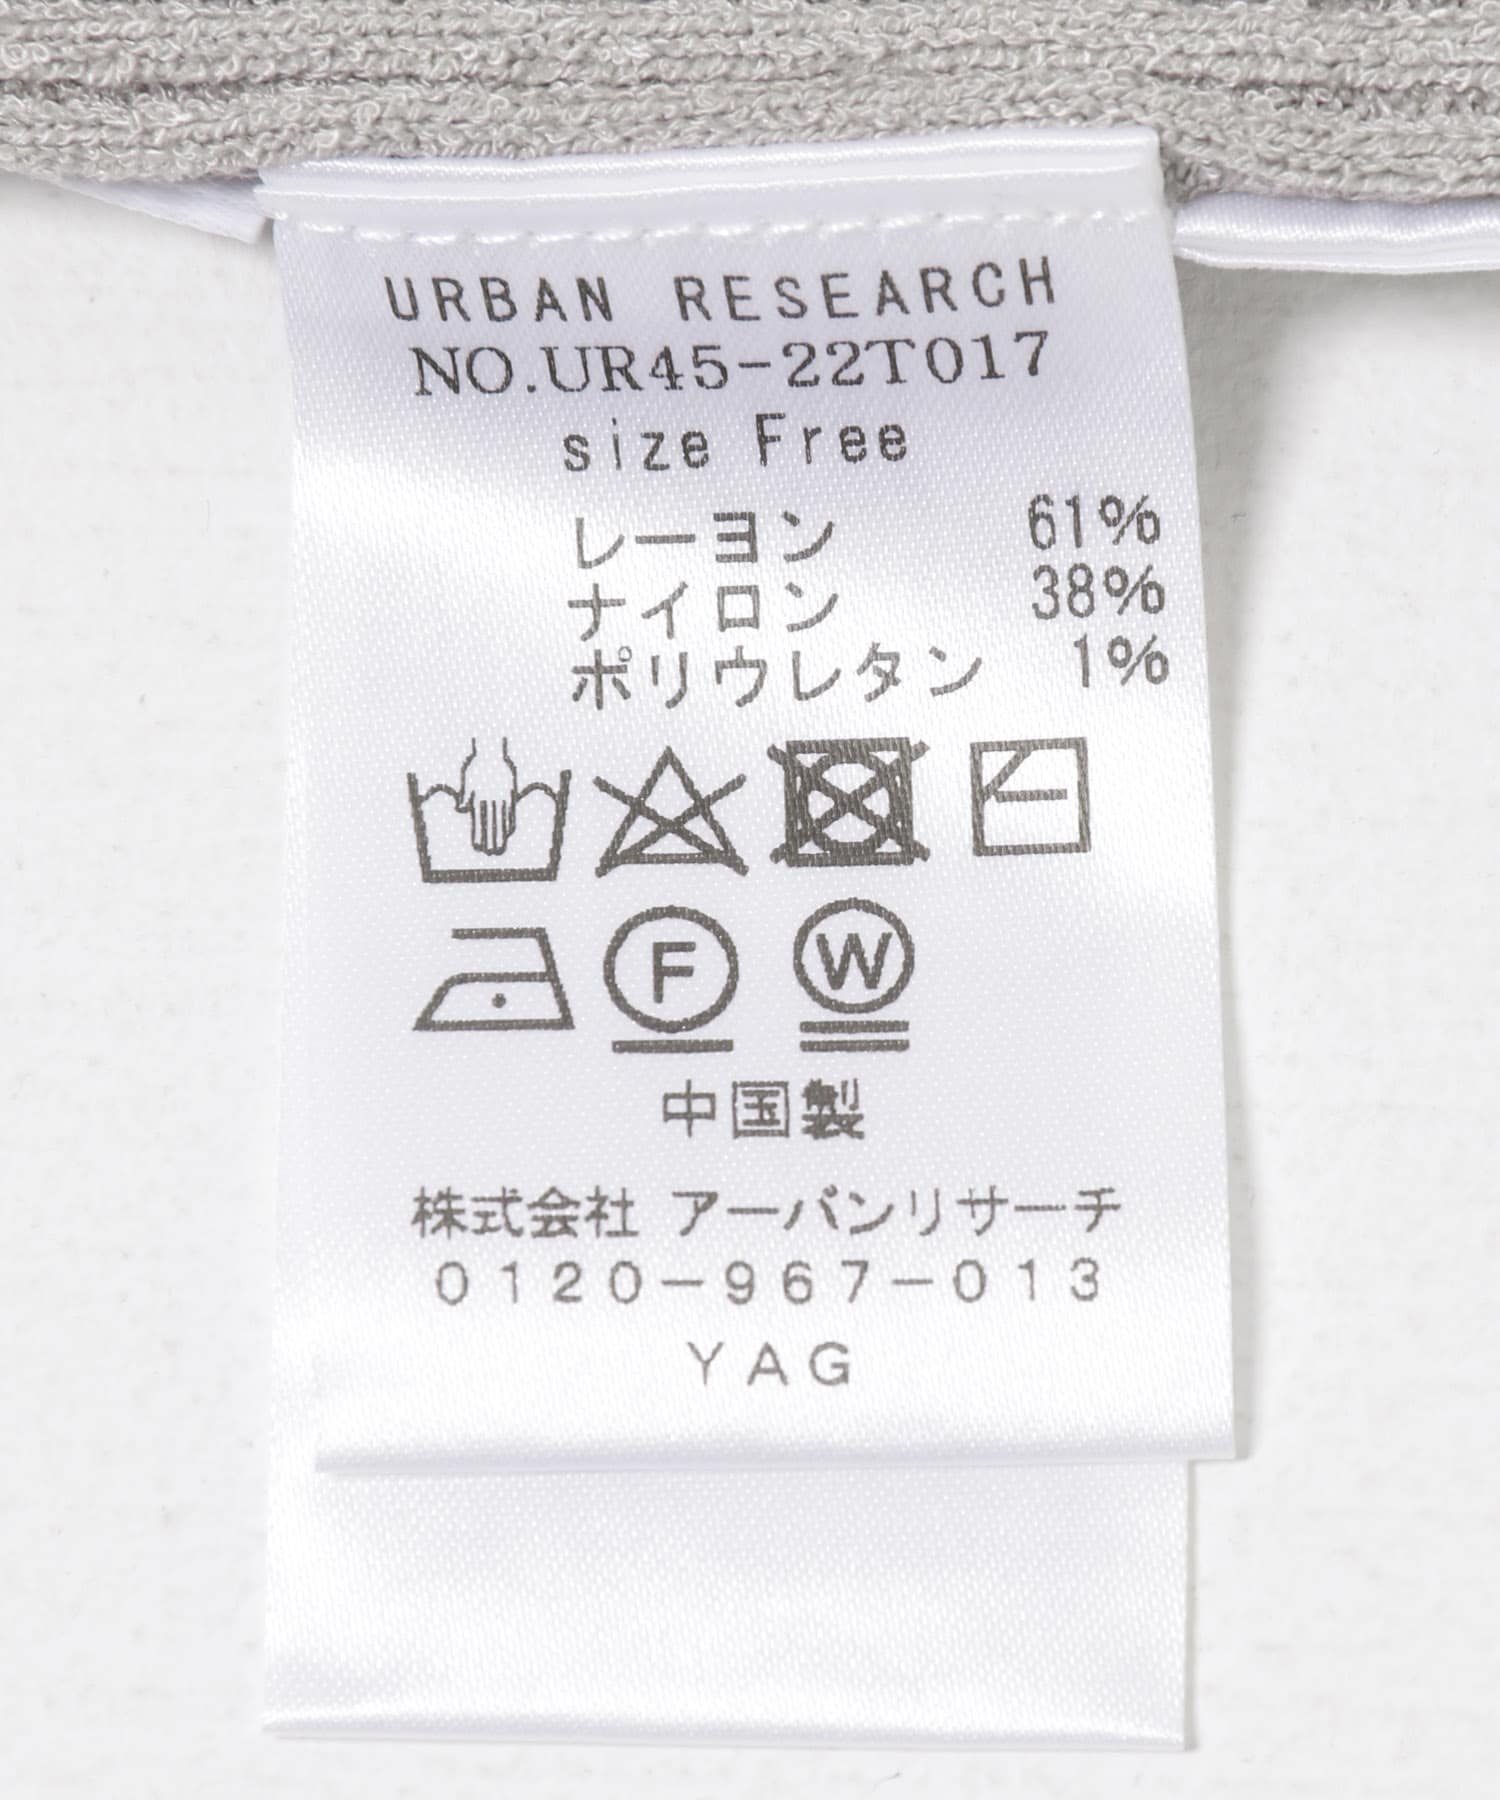 URBAN RESEARCH
NO.UR45-22T017
size Free
レーヨン 61%
ナイロン 38%
ポリウレタン 1%
F W
中国製
株式会社 アーバンリサーチ
0120-967-013
YAG